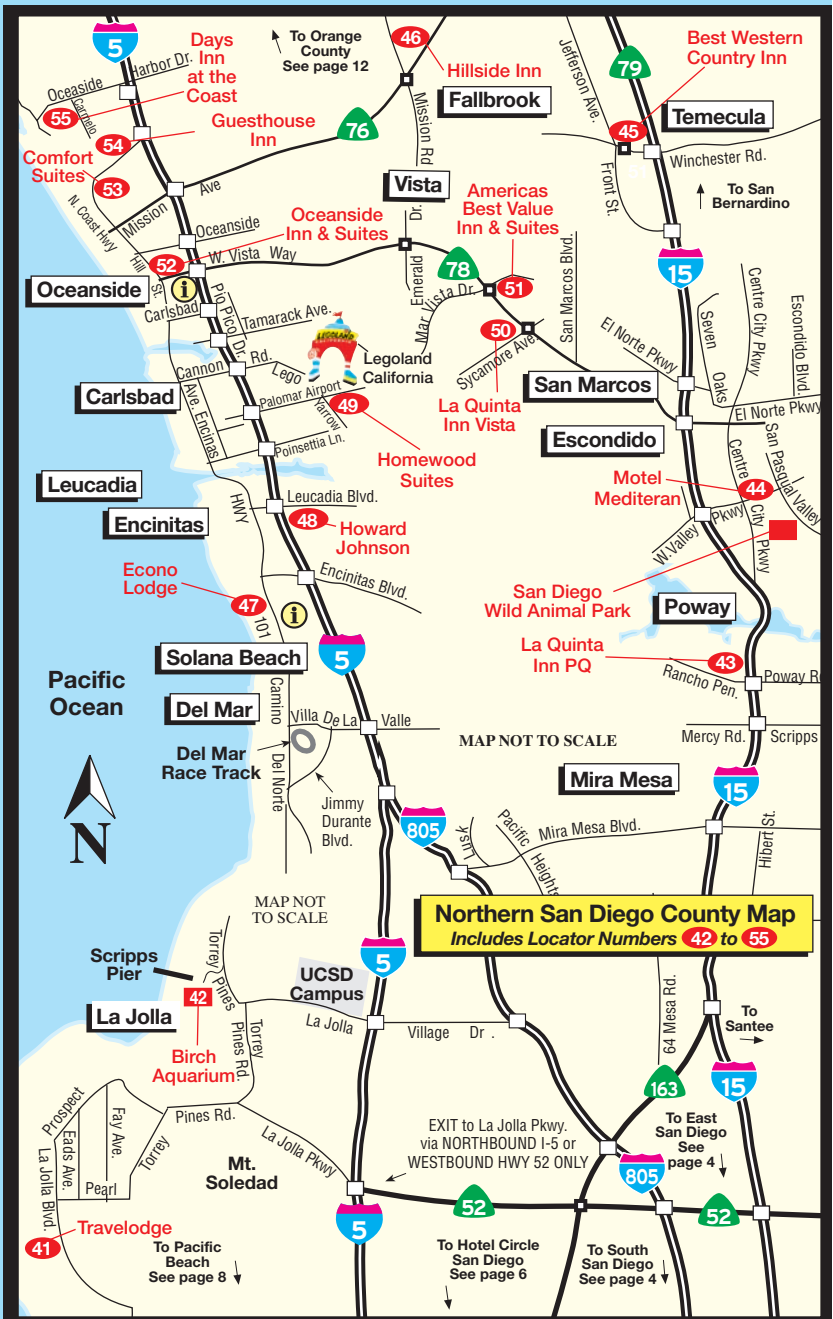 5
Oceaside
Harbor Dr.
Carmelo
55
Days
Inn
at the
Coast
To Orange
County
See page 12
46
Hillside Inn
Fallbrook
Mission Rd
Jefferson Ave.
79
Best Western
Country Inn
45
Temecula
Winchester Rd.
Front St.
To San
Bernardino
54
Guesthouse
Inn
76
Comfort
Suites
53
N. Coast Hwy
Mission
Ave
Vista
Oceanside
Oceanside
Inn & Suites
52
W. Vista Way
Emerald
Dr.
Americas
Best Value
Inn & Suites
51
78
Mar Vista Dr.
San Marcos Blvd.
15
Centre City Pkwy
Escondido Blvd.
Seven
Oaks
Oceanside
Hill
St.
i
Carlsbad
Pio Pico Dr.
Tamarack Ave.
LEGOLAND
Legoland
California
50
Sycamore Ave.
La Quinta
Inn Vista
El Norte Pkwy
San Marcos
El Norte Pkwy
Cannon
Rd.
Lego
Carlsbad
Ave. Encinas
Palomar Airport
Yarrow
49
Homewood
Suites
Poinsettia Ln.
Escondido
Leucadia
Encinitas
HWY
Leucadia Blvd.
48
Howard
Johnson
Motel
Mediteran
44
Centre
City
Pkwy
San Pasqual Valley
W.Valley
Pkwy
San Diego
Wild Animal Park
Econo
Lodge
47
101
i
Encinitas Blvd.
Poway
La Quinta
Inn PQ
43
Rancho Pen.
Poway Rd
Solana Beach
5
Pacific
Ocean
Del Mar
Camino
Del Norte
Villa De La
Valle
Del Mar
Race Track
Jimmy
Durante
Blvd.
MAP NOT TO SCALE
Mercy Rd.
Scripps
Mira Mesa
15
N
805
Lusk
Pacific
Heights
Mira Mesa Blvd.
Hibert St.
MAP NOT
TO SCALE
Northern San Diego County Map
Includes Locator Numbers 42 to 55
Scripps
Pier
Torrey
Pines
42
La Jolla
Birch
Aquarium
UCSD
Campus
5
La Jolla
Village
Dr .
64 Mesa Rd.
To
Santee
Torrey
Pines Rd.
163
15
Prospect
Eads Ave.
Fay Ave.
Pearl
Torrey
Pines Rd.
La Jolla Blvd.
La Jolla Pkwy
Mt.
Soledad
EXIT to La Jolla Pkwy.
via NORTHBOUND I-5 or
WESTBOUND HWY 52 ONLY
To East
San Diego
See
page 4
805
52
52
5
41
Travelodge
To Pacific
Beach
See page 8
To Hotel Circle
San Diego
See page 6
To South
San Diego
See page 4